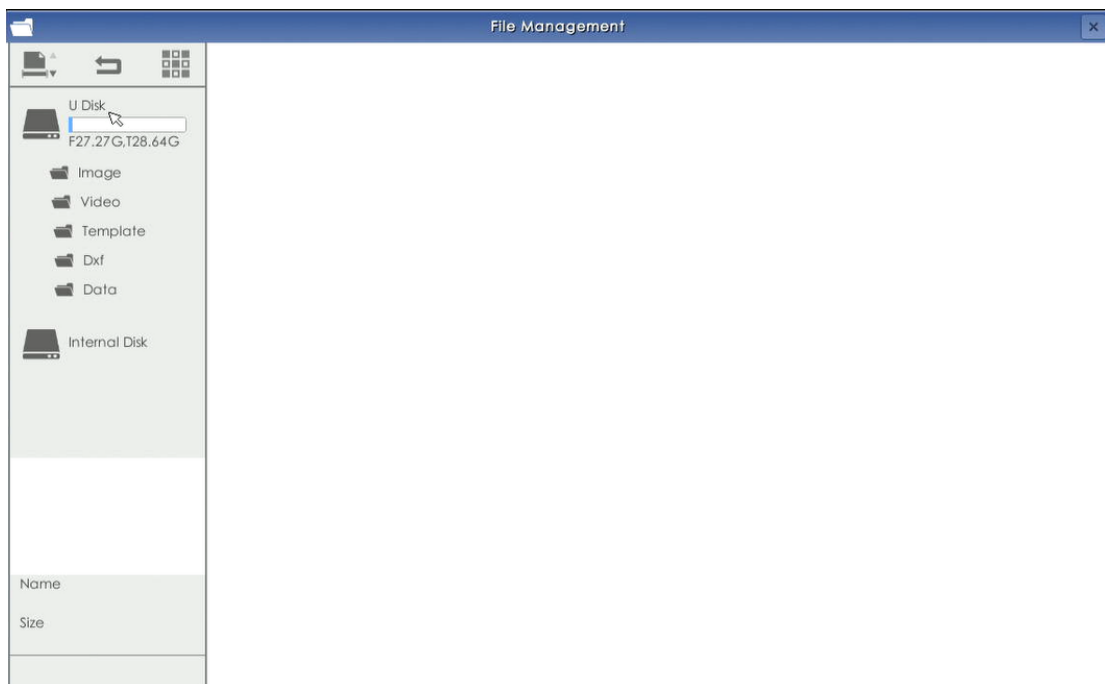 File Management
U Disk
F27.27G,T28.64G
Image
Video
Template
Dxf
Data
Internal Disk
Name
Size